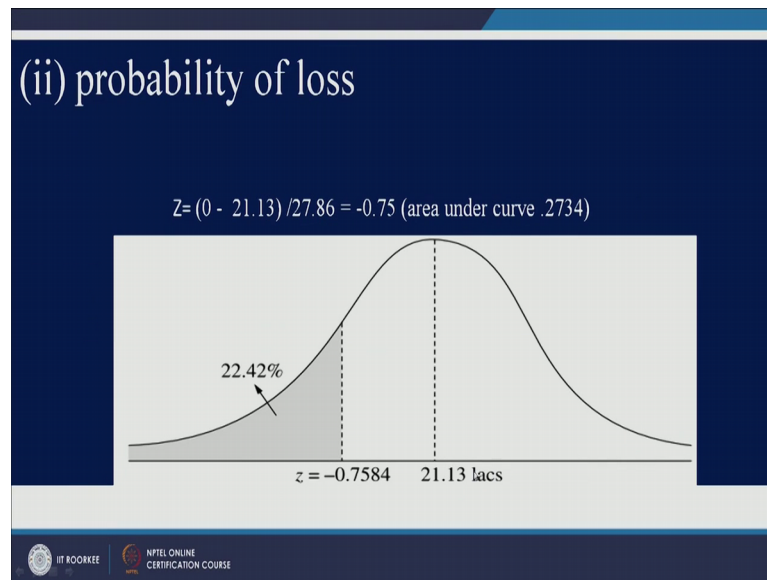 (ii) probability of loss
Z= (0 - 21.13) /27.86 = -0.75 (area under curve .2734)
22.42%
z = –0.7584 21.13 lacs
IIT ROORKEE
NPTEL ONLINE
CERTIFICATION COURSE